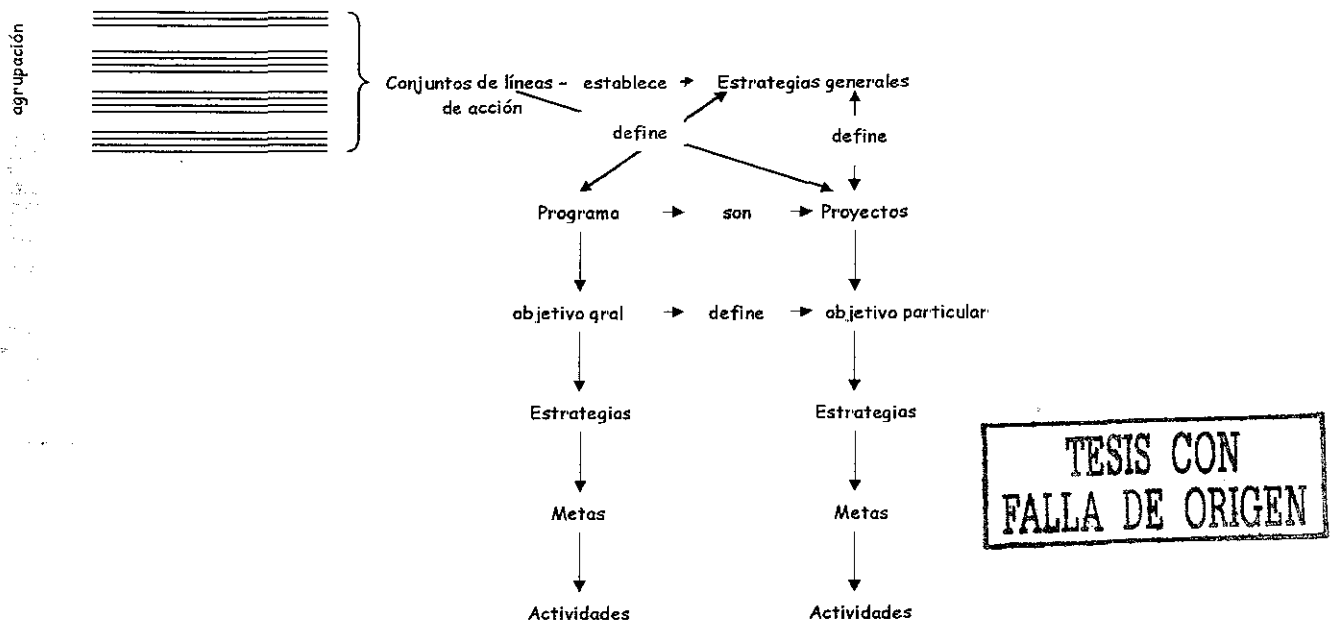 agrupación
Conjuntos de líneas - establece → Estrategias generales
de acción
define define
Programa → son → Proyectos
objetivo gral → define → objetivo particular
Estrategias Estrategias
Metas Metas
Actividades Actividades
TESIS CON
FALLA DE ORIGEN